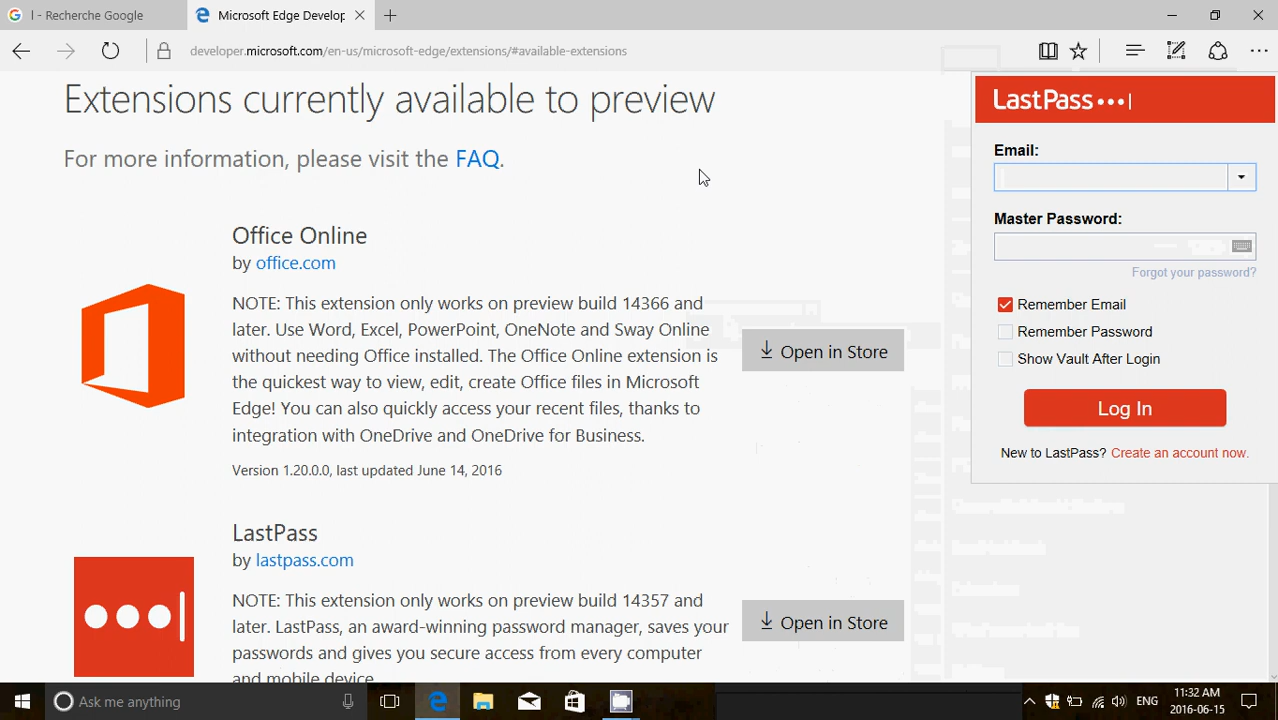 l - Recherche Google
Microsoft Edge Develop
developer.microsoft.com/en-us/microsoft-edge/extensions/#available-extensions
Extensions currently available to preview
For more information, please visit the FAQ.
Office Online
by office.com
NOTE: This extension only works on preview build 14366 and
later. Use Word, Excel, PowerPoint, OneNote and Sway Online
without needing Office installed. The Office Online extension is
the quickest way to view, edit, create Office files in Microsoft
Edge! You can also quickly access your recent files, thanks to
integration with OneDrive and OneDrive for Business.
Version 1.20.0.0, last updated June 14, 2016
Open in Store
LastPass
by lastpass.com
NOTE: This extension only works on preview build 14357 and
later. LastPass, an award-winning password manager, saves your
passwords and gives you secure access from every computer
and mobile device.
Open in Store
LastPass
Email:
Master Password:
Forgot your password?
Remember Email
Remember Password
Show Vault After Login
Log In
New to LastPass? Create an account now.
Ask me anything
ENG
11:32 AM
2016-06-15